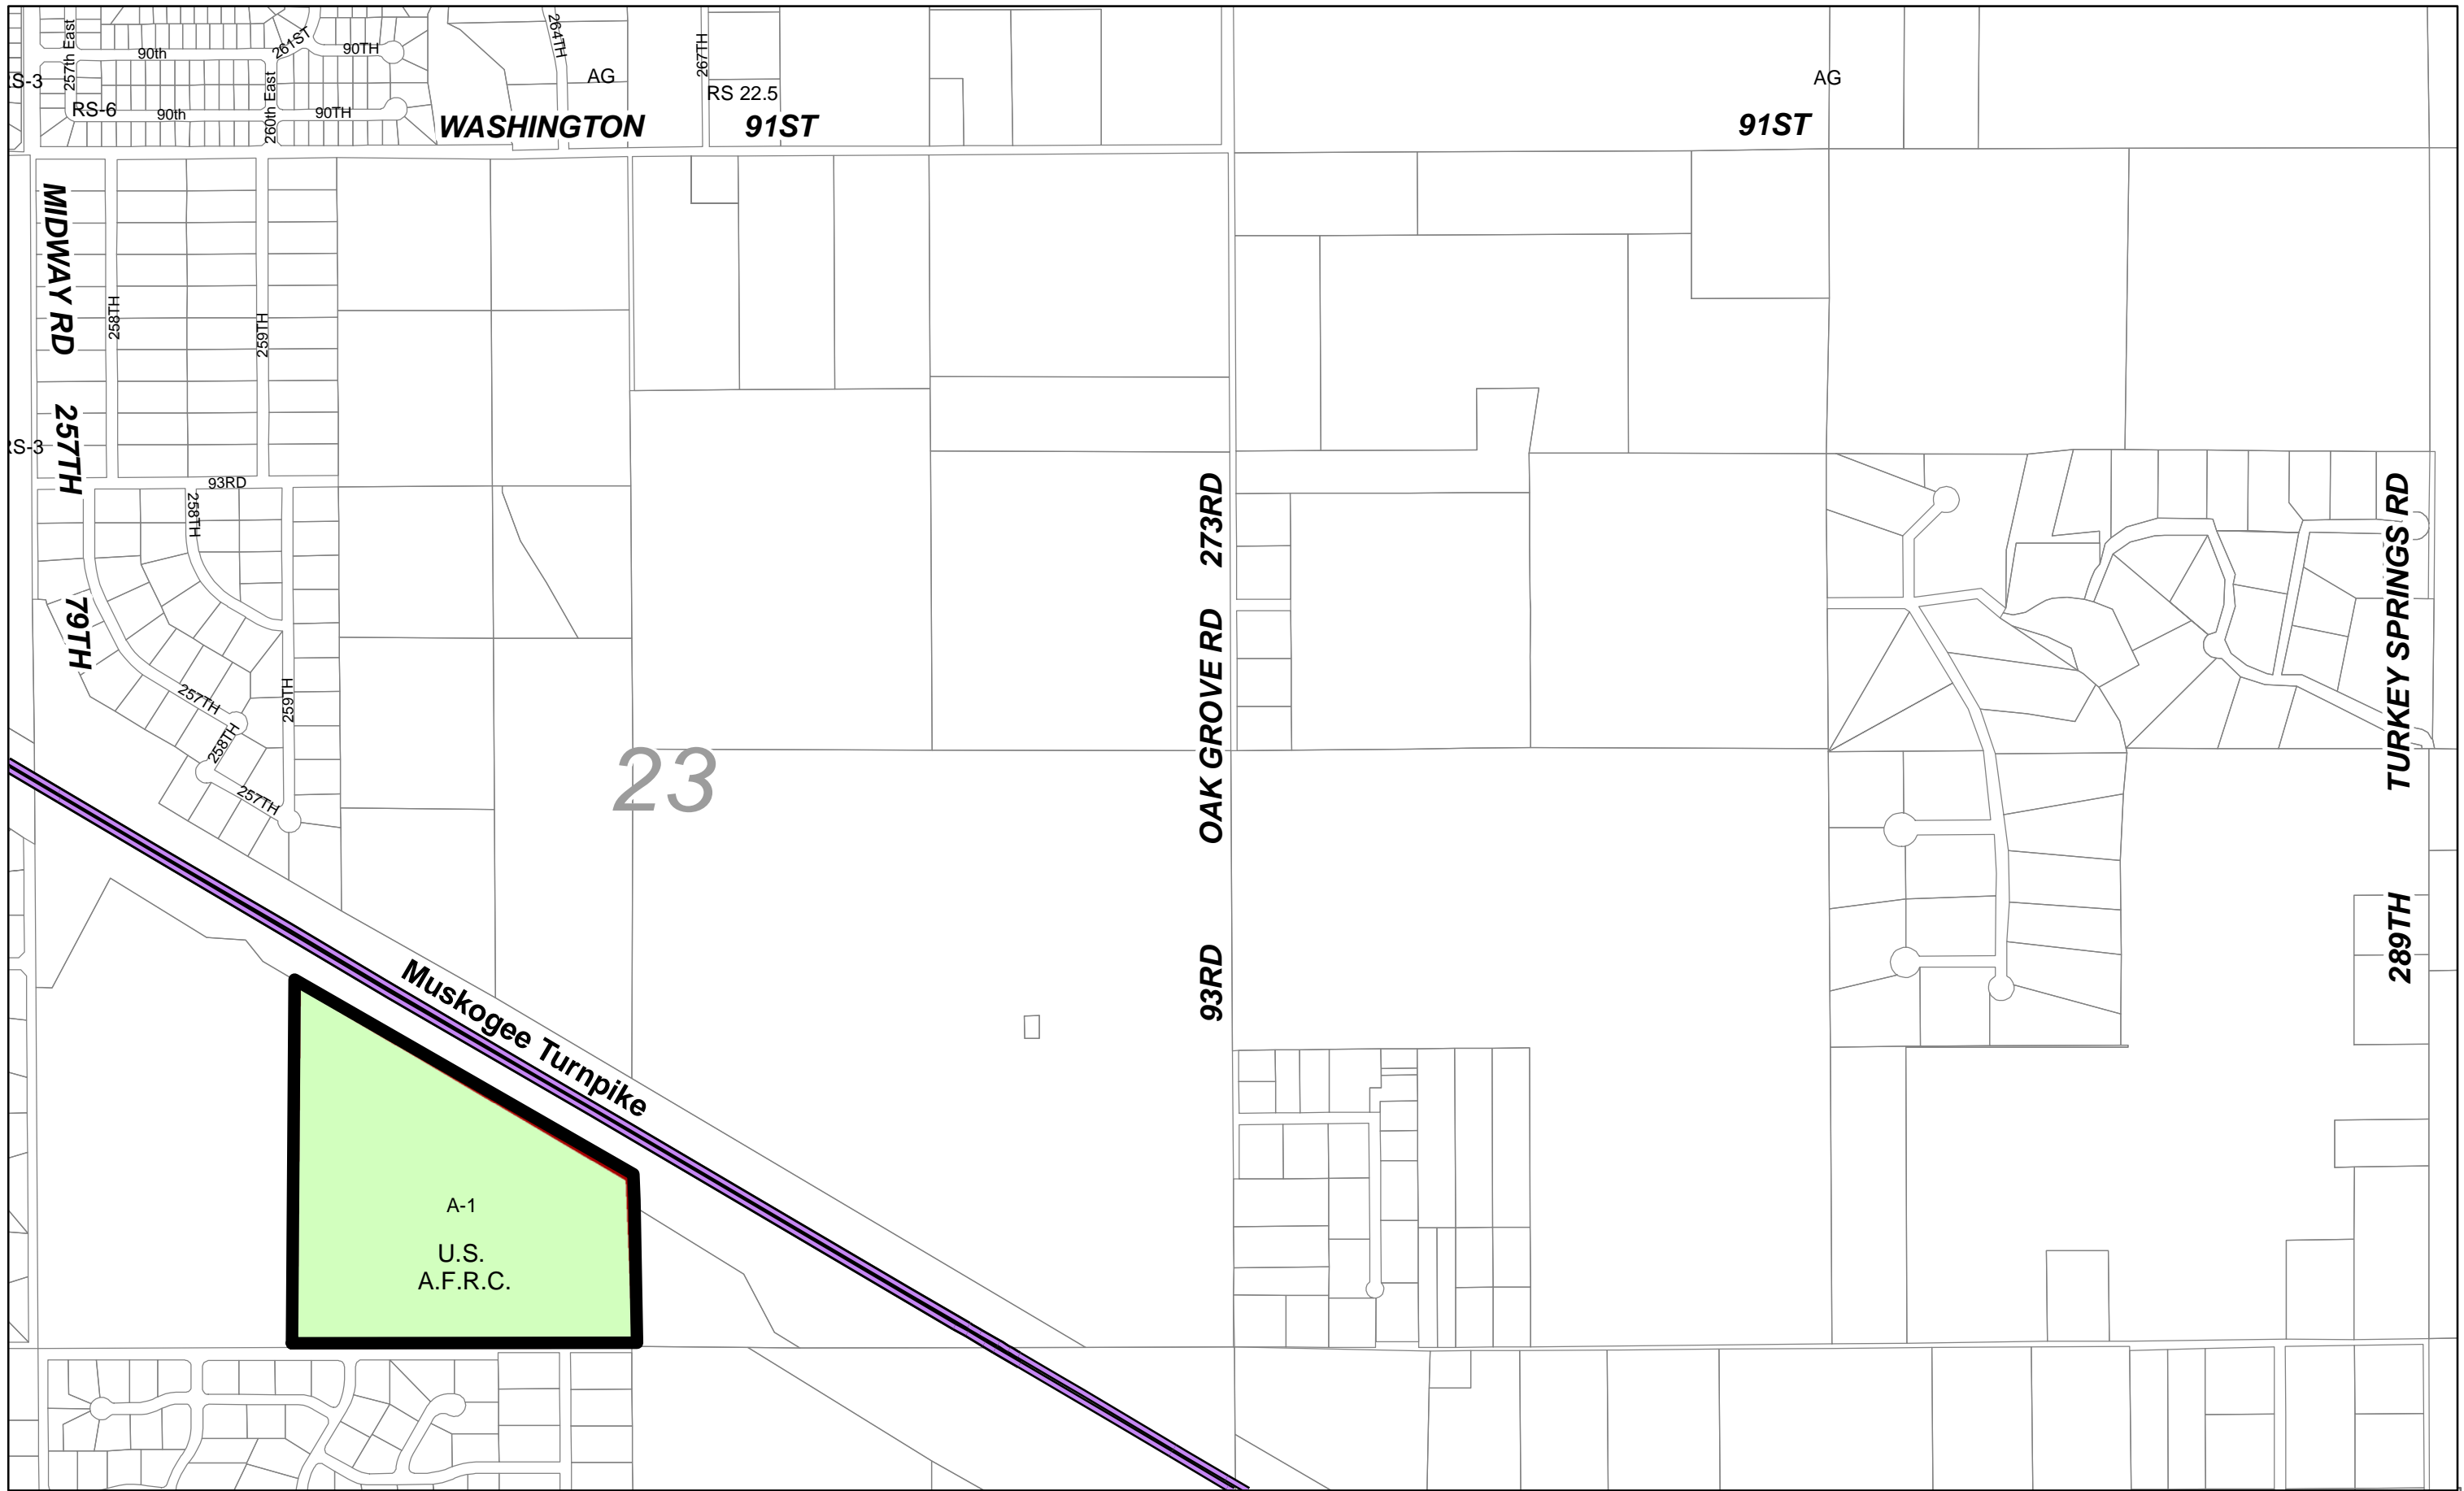 257th East
90th
261ST
90TH
264TH
267TH
AG
RS-3
RS-6
90th
260th East
90TH
RS 22.5
AG
WASHINGTON
91ST
91ST
MIDWAY RD
258TH
259TH
257TH
RS-3
93RD
258TH
273RD
TURKEY SPRINGS RD
79TH
257TH
259TH
258TH
257TH
OAK GROVE RD
23
289TH
93RD
Muskogee Turnpike
A-1
U.S.
A.F.R.C.